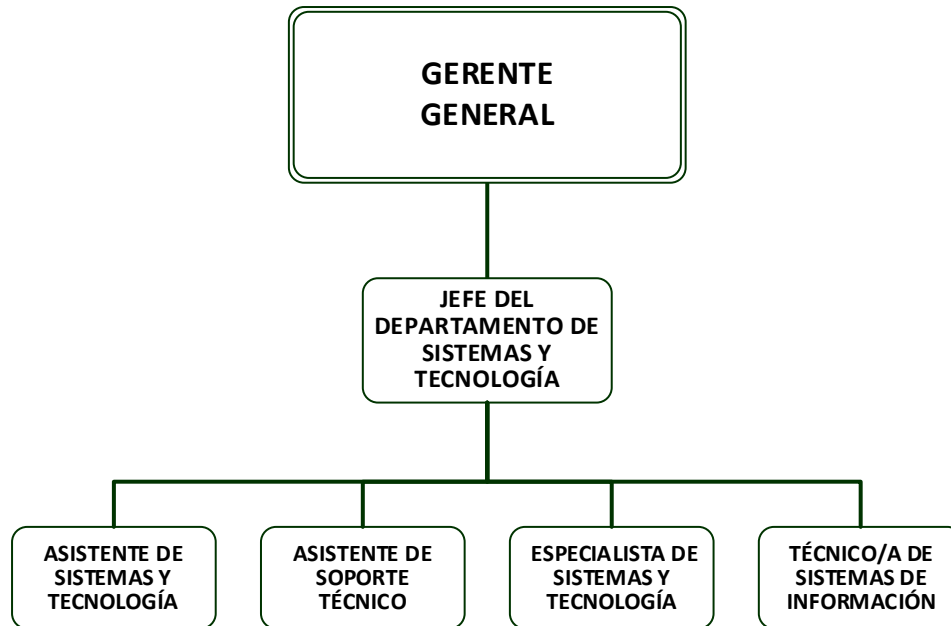 GERENTE
GENERAL
JEFE DEL
DEPARTAMENTO DE
SISTEMAS Y
TECNOLOGÍA
ASISTENTE DE
SISTEMAS Y
TECNOLOGÍA
ASISTENTE DE
SOPORTE
TÉCNICO
ESPECIALISTA DE
SISTEMAS Y
TECNOLOGÍA
TÉCNICO/A DE
SISTEMAS DE
INFORMACIÓN